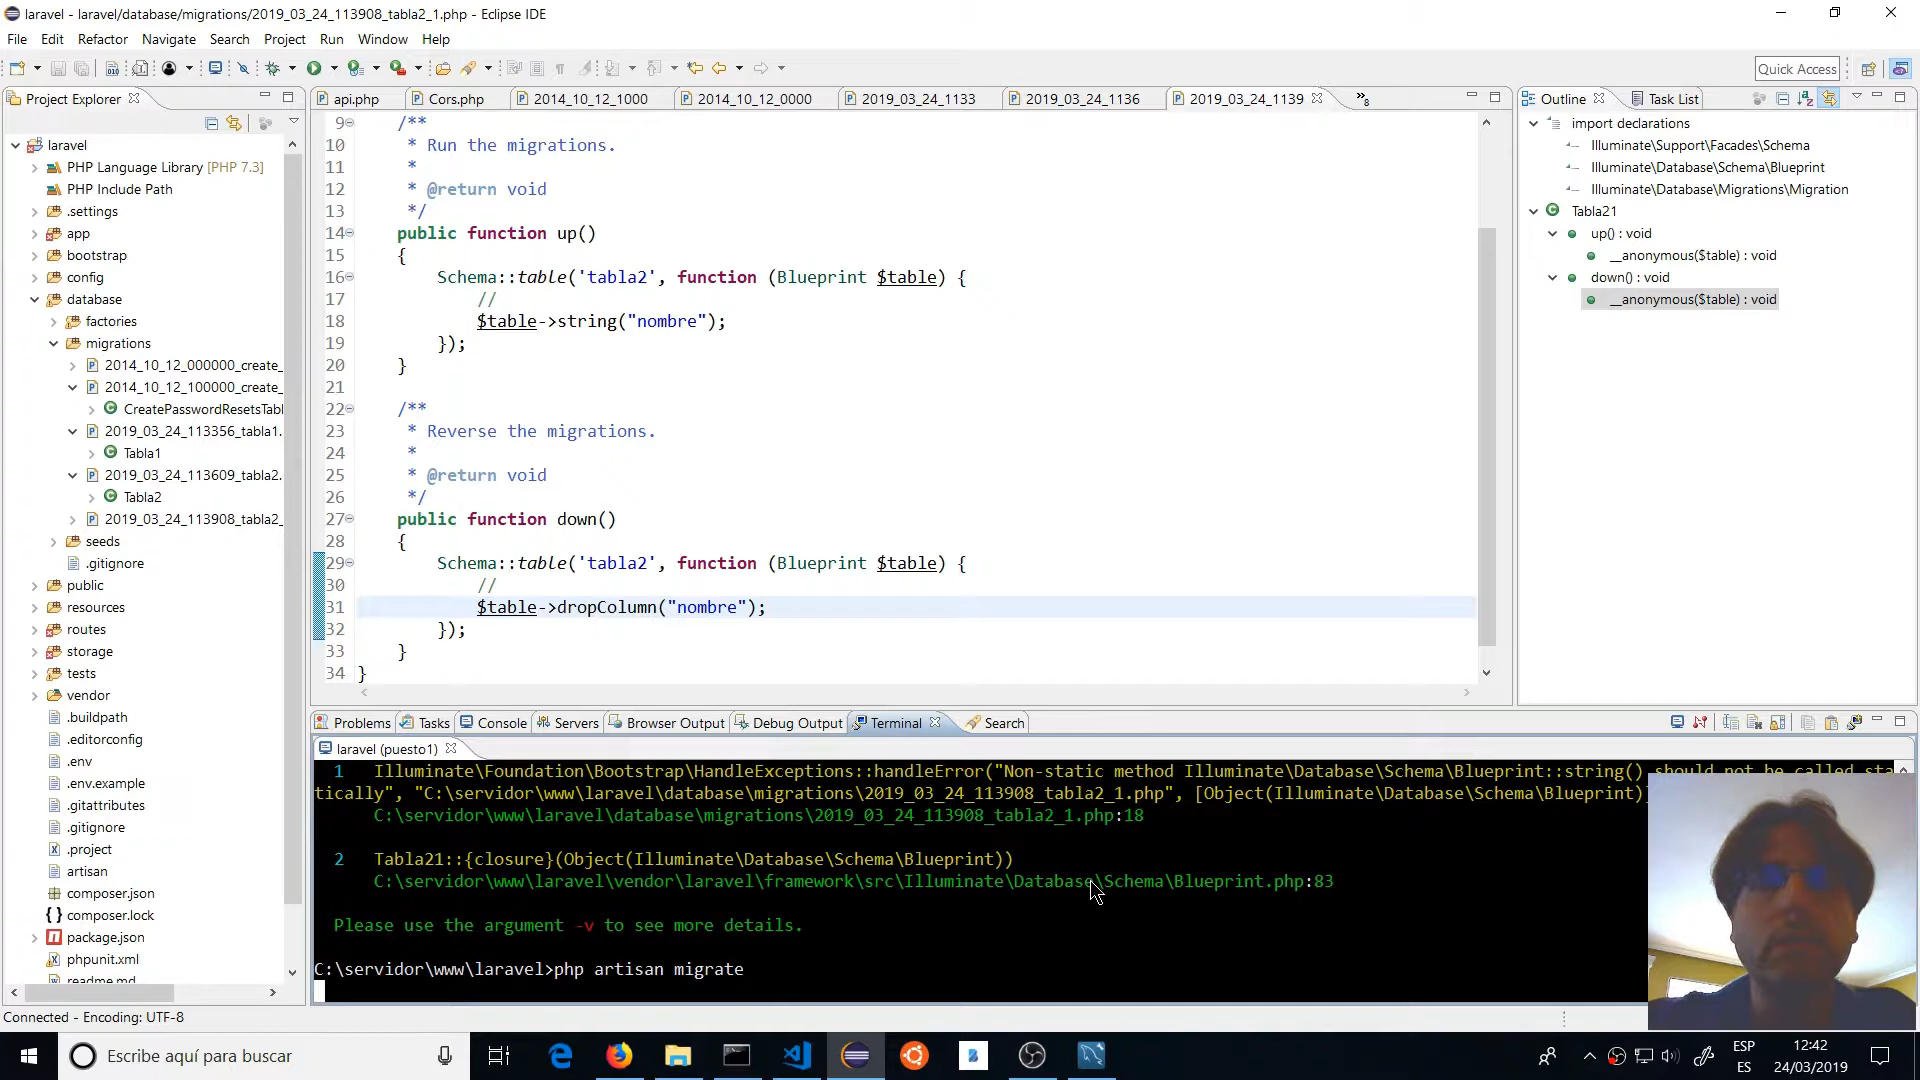 laravel - laravel/database/migrations/2019_03_24_113908_tabla2_1.php - Eclipse IDE
File Edit Refactor Navigate Search Project Run Window Help
Quick Access
Project Explorer
laravel
PHP Language Library [PHP 7.3]
PHP Include Path
.settings
app
bootstrap
config
database
factories
migrations
2014_10_12_000000_create_
2014_10_12_100000_create_
CreatePasswordResetsTabl
2019_03_24_113356_tabla1.
Tabla1
2019_03_24_113609_tabla2.
Tabla2
2019_03_24_113908_tabla2_
seeds
.gitignore
public
resources
routes
storage
tests
vendor
.buildpath
.editorconfig
.env
.env.example
.gitattributes
.gitignore
.project
artisan
composer.json
composer.lock
package.json
phpunit.xml
readme.md
api.php Cors.php 2014_10_12_1000 2014_10_12_0000 2019_03_24_1133 2019_03_24_1136 2019_03_24_1139 »8
9 /**
10 * Run the migrations.
11 *
12 * @return void
13 */
14 public function up()
15 {
16 Schema::table('tabla2', function (Blueprint $table) {
17 //
18 $table->string("nombre");
19 });
20 }
21
22 /**
23 * Reverse the migrations.
24 *
25 * @return void
26 */
27 public function down()
28 {
29 Schema::table('tabla2', function (Blueprint $table) {
30 //
31 $table->dropColumn("nombre");
32 });
33 }
34 }
Outline Task List
import declarations
Illuminate\Support\Facades\Schema
Illuminate\Database\Schema\Blueprint
Illuminate\Database\Migrations\Migration
Tabla21
up() : void
__anonymous($table) : void
down() : void
__anonymous($table) : void
Problems Tasks Console Servers Browser Output Debug Output Terminal Search
laravel (puesto1)
1 Illuminate\Foundation\Bootstrap\HandleExceptions::handleError("Non-static method Illuminate\Database\Schema\Blueprint::string() should not be called sta
tically", "C:\servidor\www\laravel\database\migrations\2019_03_24_113908_tabla2_1.php", [Object(Illuminate\Database\Schema\Blueprint)]
C:\servidor\www\laravel\database\migrations\2019_03_24_113908_tabla2_1.php:18
2 Tabla21::{closure}(Object(Illuminate\Database\Schema\Blueprint))
C:\servidor\www\laravel\vendor\laravel\framework\src\Illuminate\Database\Schema\Blueprint.php:83
Please use the argument -v to see more details.
C:\servidor\www\laravel>php artisan migrate
Connected - Encoding: UTF-8
Escribe aquí para buscar
ESP
ES
12:42
24/03/2019